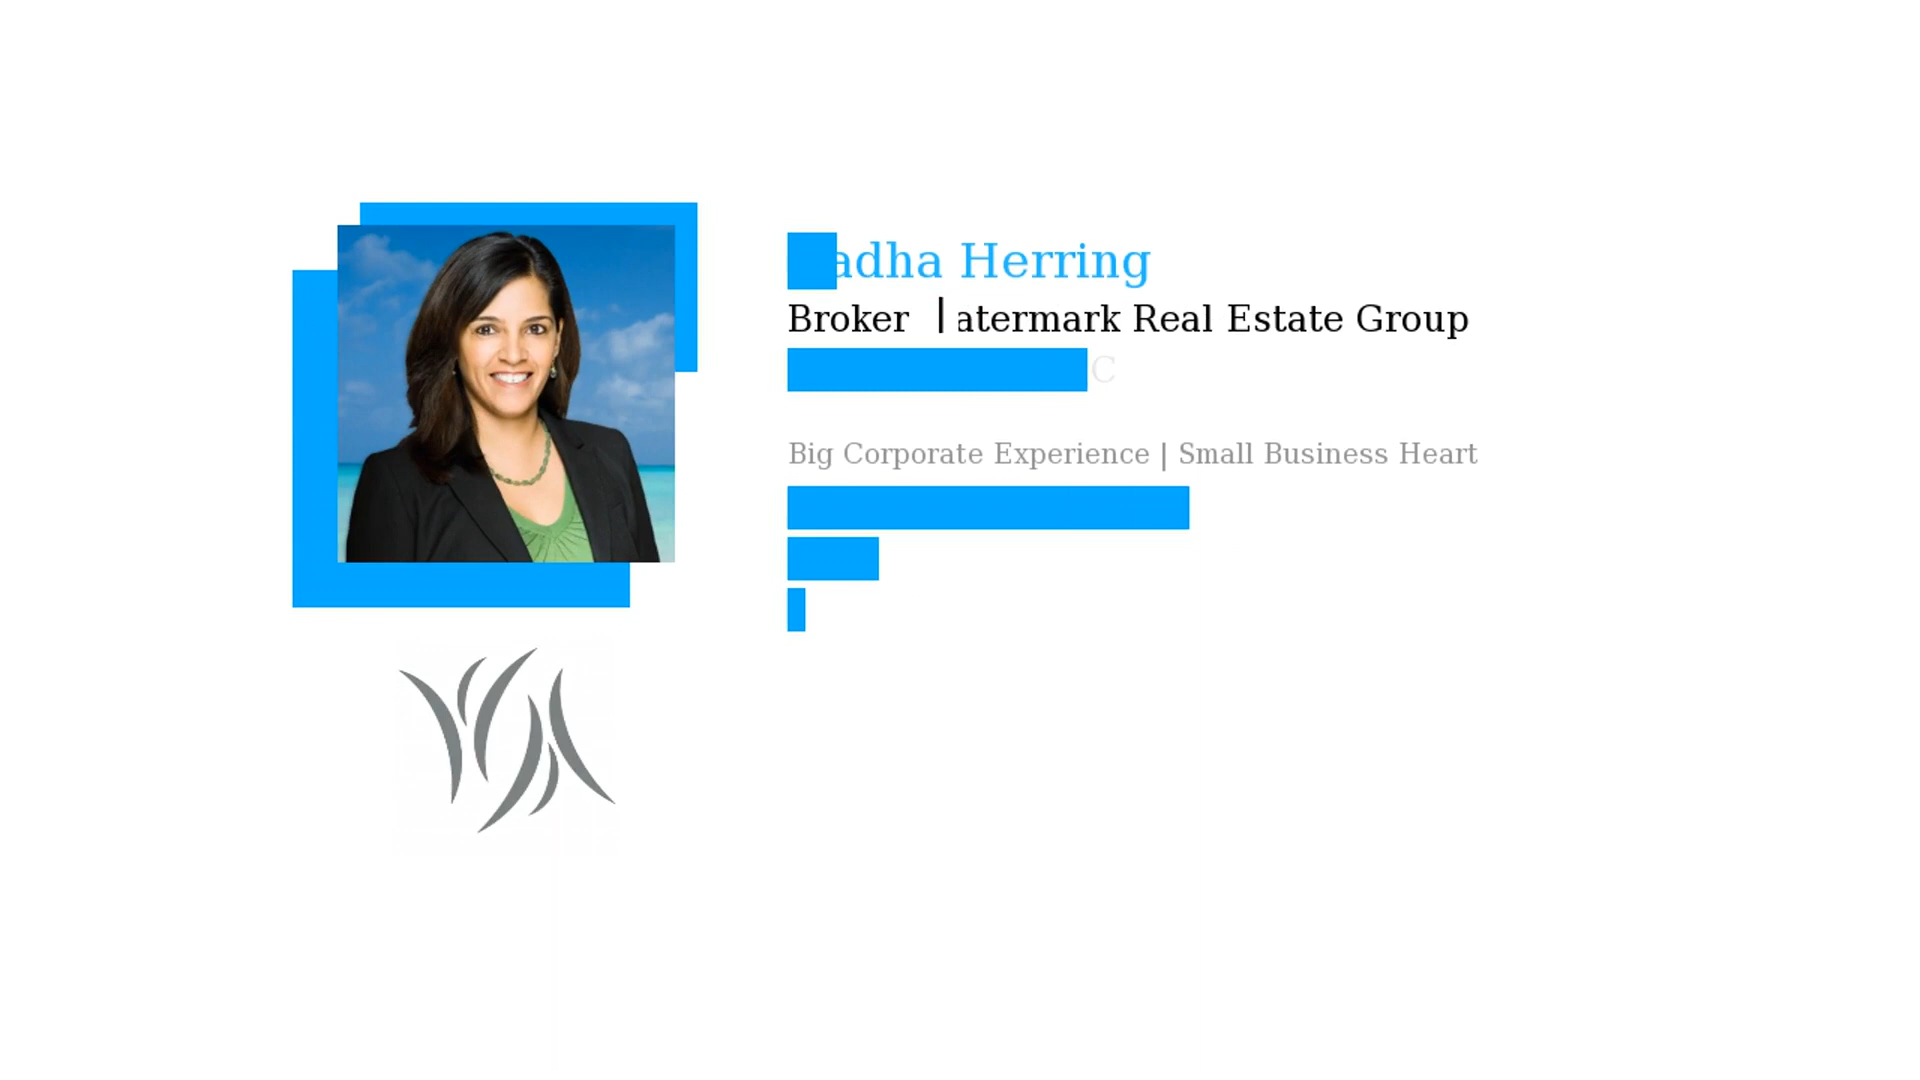 adha Herring
Broker | atermark Real Estate Group
C
Big Corporate Experience | Small Business Heart